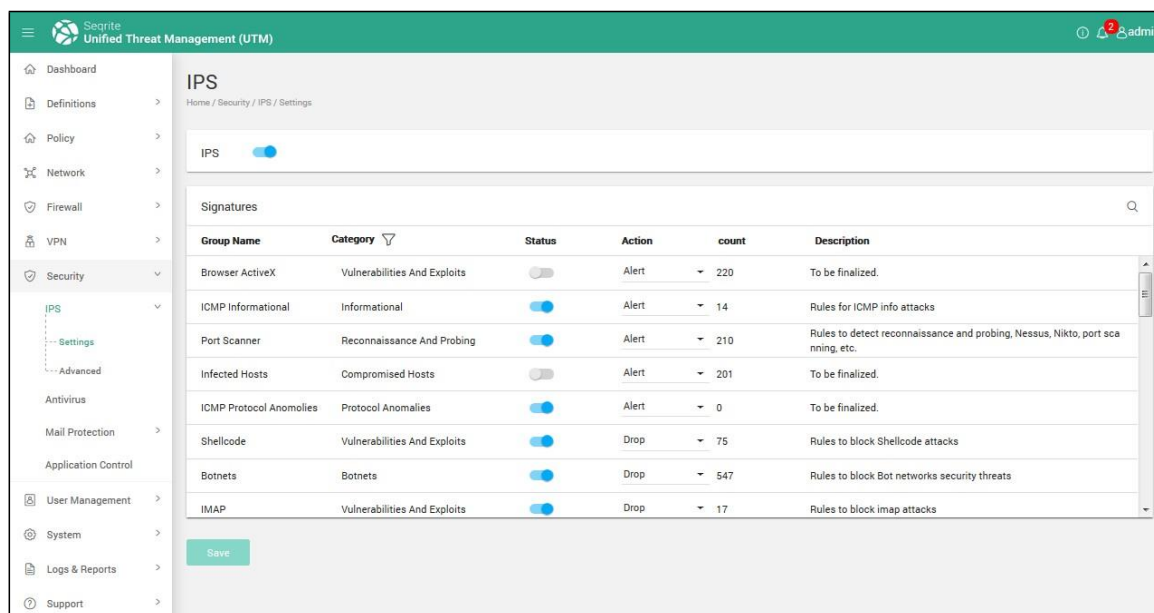 Seqrite
Unified Threat Management (UTM)
2
admi
Dashboard
Definitions
Policy
Network
Firewall
VPN
Security
IPS
Settings
Advanced
Antivirus
Mail Protection
Application Control
User Management
System
Logs & Reports
Support
IPS
Home / Security / IPS / Settings
IPS
Signatures
Group Name Category Status Action count Description
Browser ActiveX Vulnerabilities And Exploits Alert 220 To be finalized.
ICMP Informational Informational Alert 14 Rules for ICMP info attacks
Port Scanner Reconnaissance And Probing Alert 210 Rules to detect reconnaissance and probing, Nessus, Nikto, port sca
nning, etc.
Infected Hosts Compromised Hosts Alert 201 To be finalized.
ICMP Protocol Anomolies Protocol Anomalies Alert 0 To be finalized.
Shellcode Vulnerabilities And Exploits Drop 75 Rules to block Shellcode attacks
Botnets Botnets Drop 547 Rules to block Bot networks security threats
IMAP Vulnerabilities And Exploits Drop 17 Rules to block imap attacks
Save